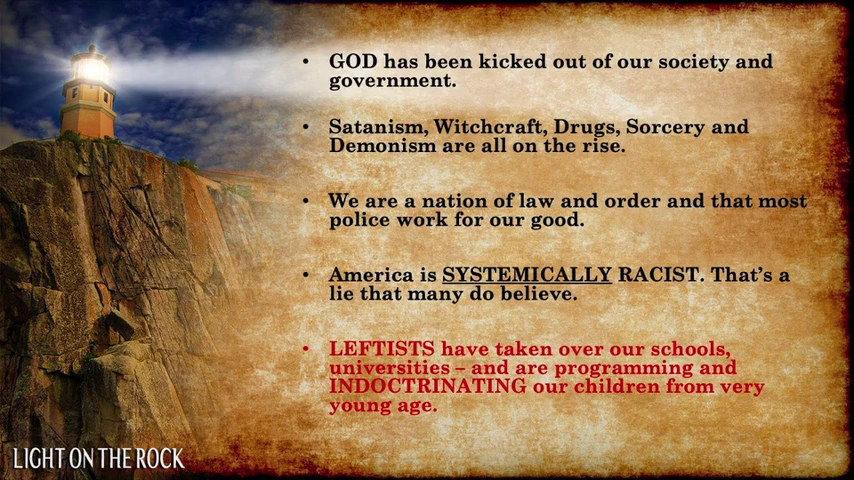 • GOD has been kicked out of our society and
government.
• Satanism, Witchcraft, Drugs, Sorcery and
Demonism are all on the rise.
• We are a nation of law and order and that most
police work for our good.
• America is SYSTEMICALLY RACIST. That's a
lie that many do believe.
• LEFTISTS have taken over our schools,
universities – and are programming and
INDOCTRINATING our children from very
young age.
LIGHT ON THE ROCK